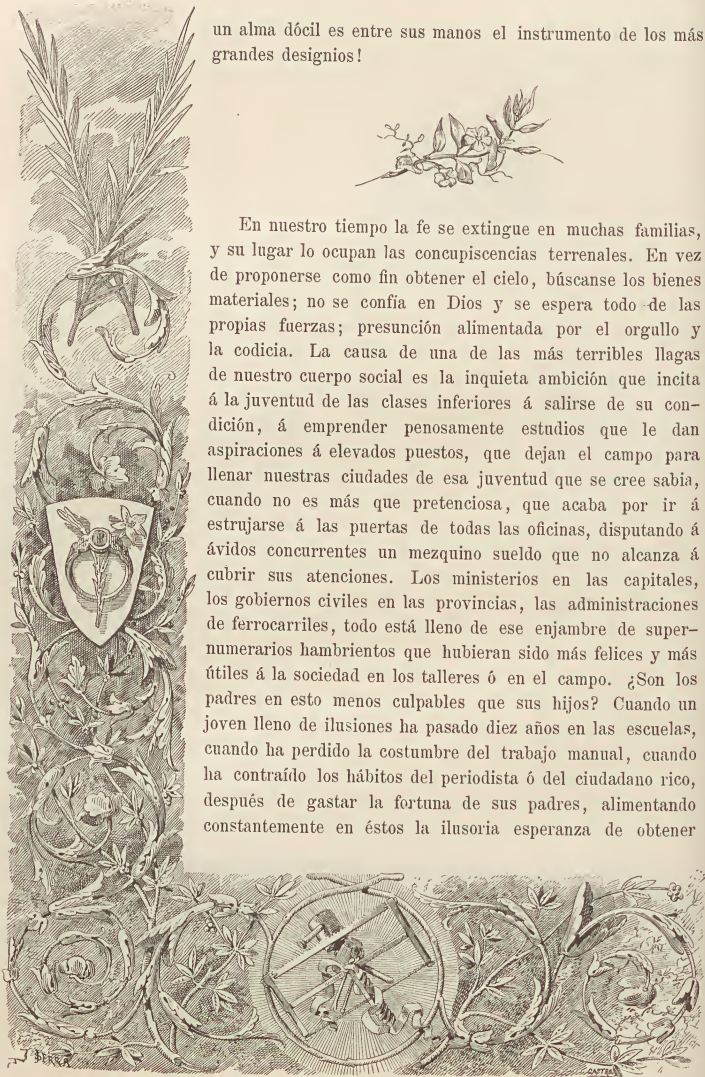 un alma dócil es entre sus manos el instrumento de los más
grandes designios!
En nuestro tiempo la fe se extingue en muchas familias,
y su lugar lo ocupan las concupiscencias terrenales. En vez
de proponerse como fin obtener el cielo, búscanse los bienes
materiales; no se confía en Dios y se espera todo de las
propias fuerzas; presunción alimentada por el orgullo y
la codicia. La causa de una de las más terribles llagas
de nuestro cuerpo social es la inquieta ambición que incita
á la juventud de las clases inferiores á salirse de su con-
dición, á emprender penosamente estudios que le dan
aspiraciones á elevados puestos, que dejan el campo para
llenar nuestras ciudades de esa juventud que se cree sabia,
cuando no es más que pretenciosa, que acaba por ir á
estrujarse á las puertas de todas las oficinas, disputando á
ávidos concurrentes un mezquino sueldo que no alcanza á
cubrir sus atenciones. Los ministerios en las capitales,
los gobiernos civiles en las provincias, las administraciones
de ferrocarriles, todo está lleno de ese enjambre de super-
numerarios hambrientos que hubieran sido más felices y más
útiles á la sociedad en los talleres ó en el campo. ¿Son los
padres en esto menos culpables que sus hijos? Cuando un
joven lleno de ilusiones ha pasado diez años en las escuelas,
cuando ha perdido la costumbre del trabajo manual, cuando
ha contraído los hábitos del periodista ó del ciudadano rico,
después de gastar la fortuna de sus padres, alimentando
constantemente en éstos la ilusoria esperanza de obtener